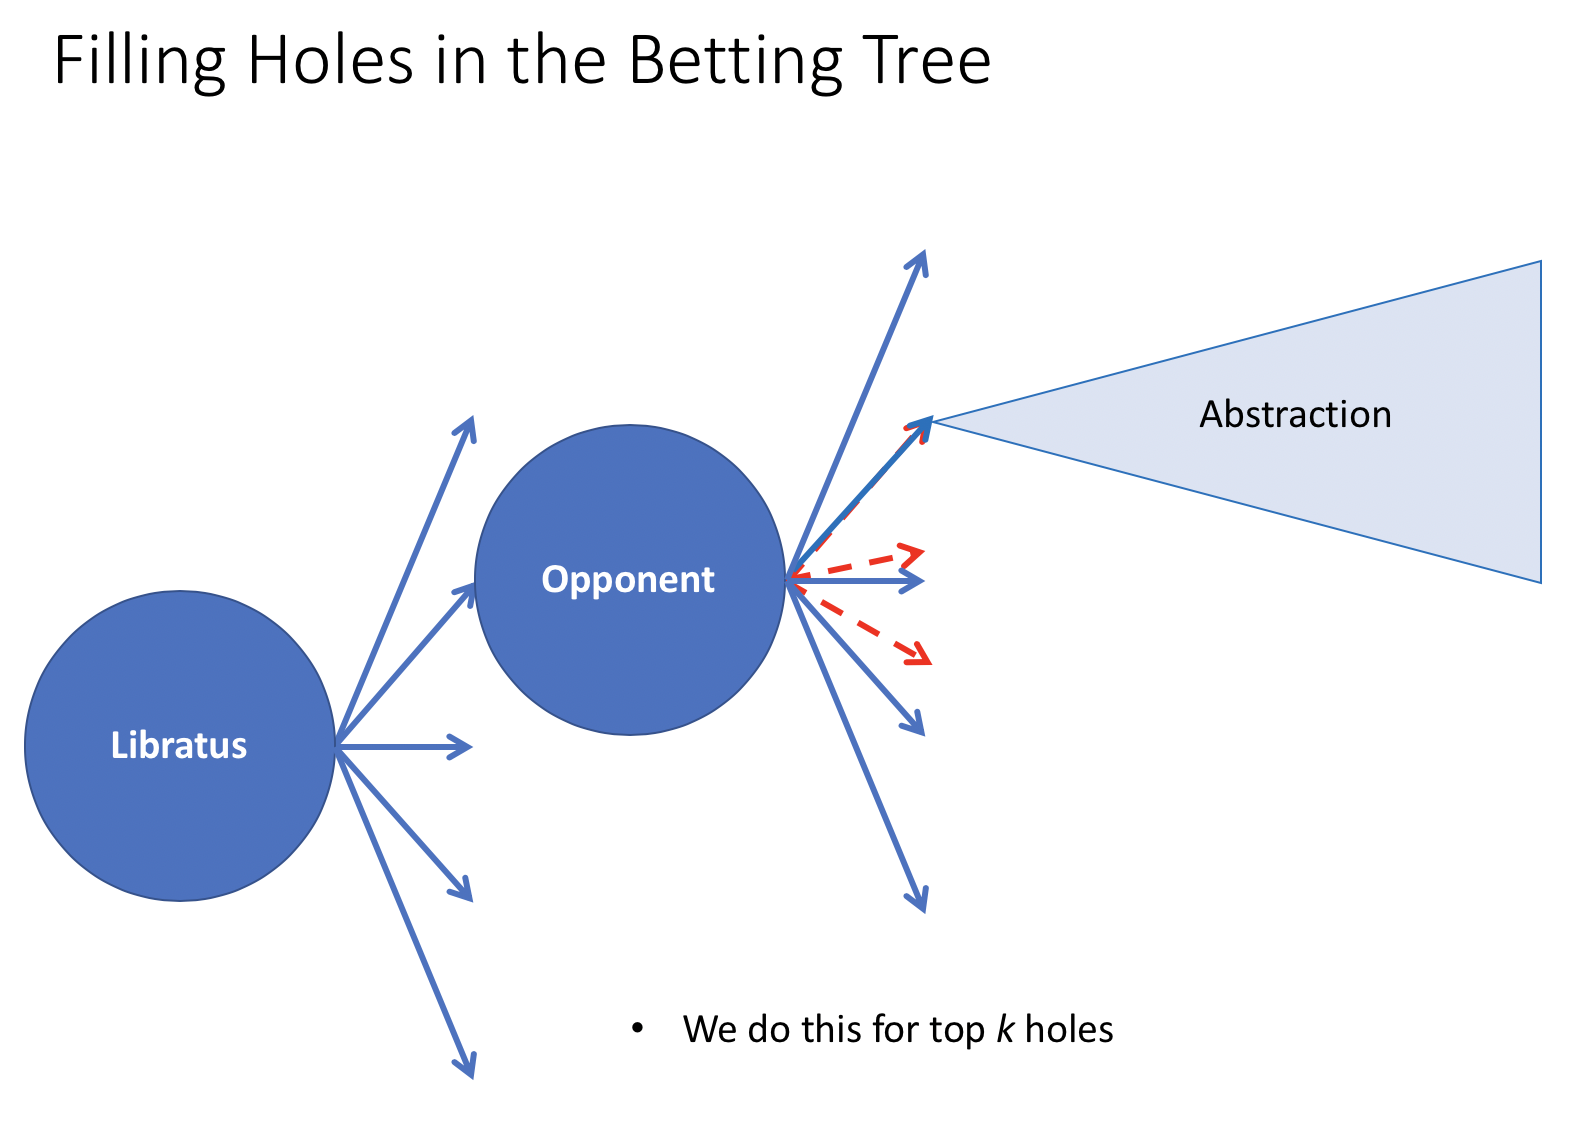 Filling Holes in the Betting Tree
Abstraction
Opponent
Libratus
• We do this for top k holes